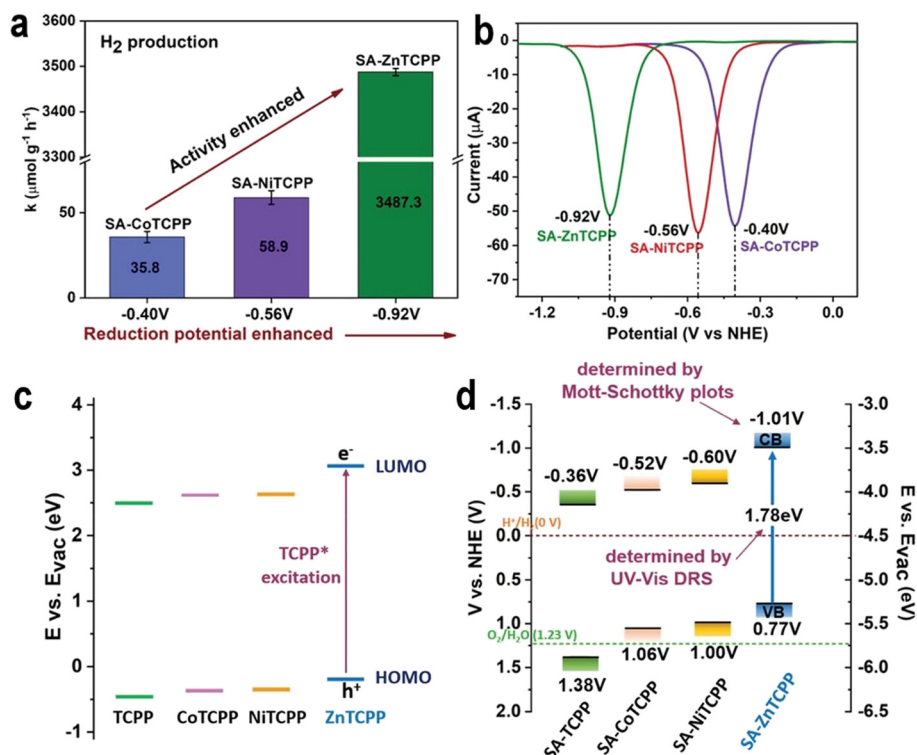 a
H2 production
3600
3500
3400
3300
50
0
k (μmol g⁻¹ h⁻¹)
Activity enhanced
SA-CoTCPP
35.8
SA-NiTCPP
58.9
SA-ZnTCPP
3487.3
-0.40V
-0.56V
-0.92V
Reduction potential enhanced
b
0
-10
-20
-30
-40
-50
-60
-70
Current (μA)
-0.92V
SA-ZnTCPP
-0.56V
SA-NiTCPP
-0.40V
SA-CoTCPP
-1.2
-0.9
-0.6
-0.3
0.0
Potential (V vs NHE)
c
4
3
2
1
0
-1
E vs. Evac (eV)
e⁻
LUMO
TCPP*
excitation
HOMO
h⁺
TCPP
CoTCPP
NiTCPP
ZnTCPP
d
determined by
Mott-Schottky plots
-1.5
-1.0
-0.5
0.0
0.5
1.0
1.5
2.0
V vs. NHE (V)
-0.36V
-0.52V
-0.60V
-1.01V
CB
H⁺/H₂(0 V)
1.78eV
determined by
UV-Vis DRS
VB
0.77V
O₂/H₂O (1.23 V)
1.38V
1.06V
1.00V
-3.0
-3.5
-4.0
-4.5
-5.0
-5.5
-6.0
-6.5
E vs. Evac (eV)
SA-TCPP
SA-CoTCPP
SA-NiTCPP
SA-ZnTCPP